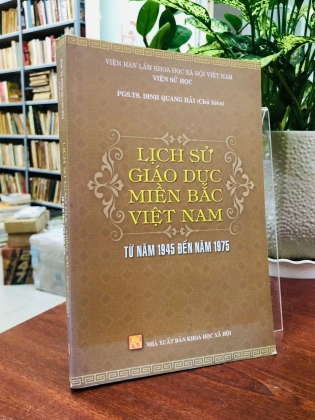 VIỆN HÀN LÂM KHOA HỌC XÃ HỘI VIỆT NAM
VIỆN SỬ HỌC
PGS.TS. ĐINH QUANG HẢI (Chủ biên)
LỊCH SỬ
GIÁO DỤC
MIỀN BẮC
VIỆT NAM
TỪ NĂM 1945 ĐẾN NĂM 1975
NHÀ XUẤT BẢN KHOA HỌC XÃ HỘI